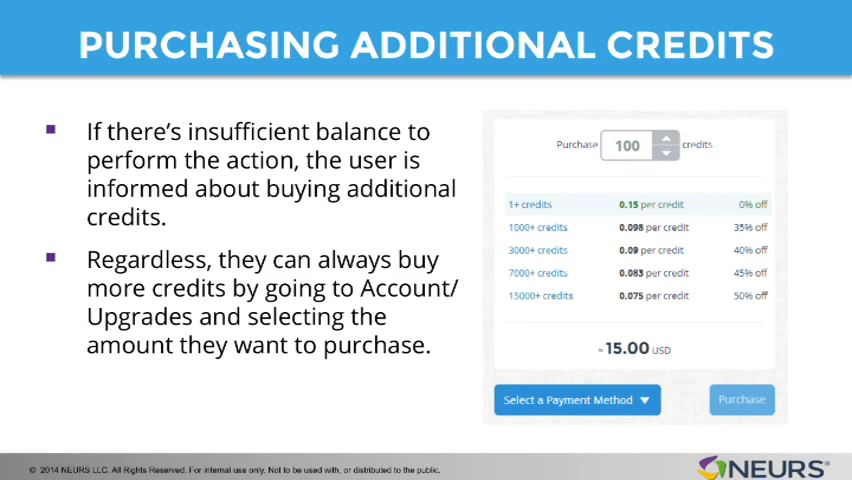 PURCHASING ADDITIONAL CREDITS
If there's insufficient balance to
perform the action, the user is
informed about buying additional
credits.
Regardless, they can always buy
more credits by going to Account/
Upgrades and selecting the
amount they want to purchase.
Purchase 100 credits
1+ credits 0.15 per credit 0% off
1000+ credits 0.098 per credit 35% off
3000+ credits 0.09 per credit 40% off
7000+ credits 0.083 per credit 45% off
15000+ credits 0.075 per credit 50% off
= 15.00 USD
Select a Payment Method
Purchase
© 2014 NEURS LLC. All Rights Reserved. For internal use only. Not to be used with, or distributed to the public.
NEURS®